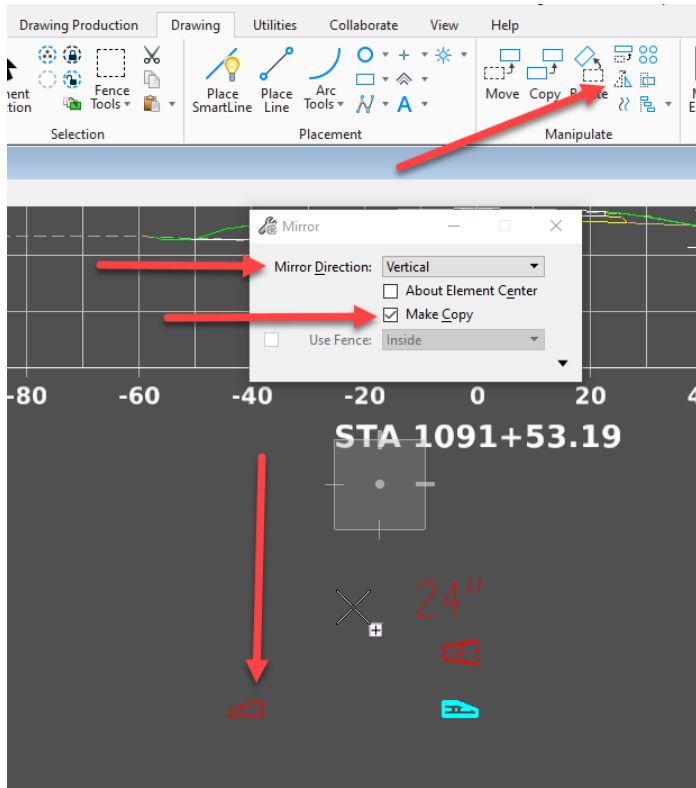 Drawing Production Drawing Utilities Collaborate View Help
Fence Tools
Place SmartLine
Place Line
Arc Tools
A
Move Copy
Selection Placement Manipulate
Mirror
Mirror Direction: Vertical
About Element Center
Make Copy
Use Fence: Inside
-80 -60 -40 -20 0 20
STA 1091+53.19
24"